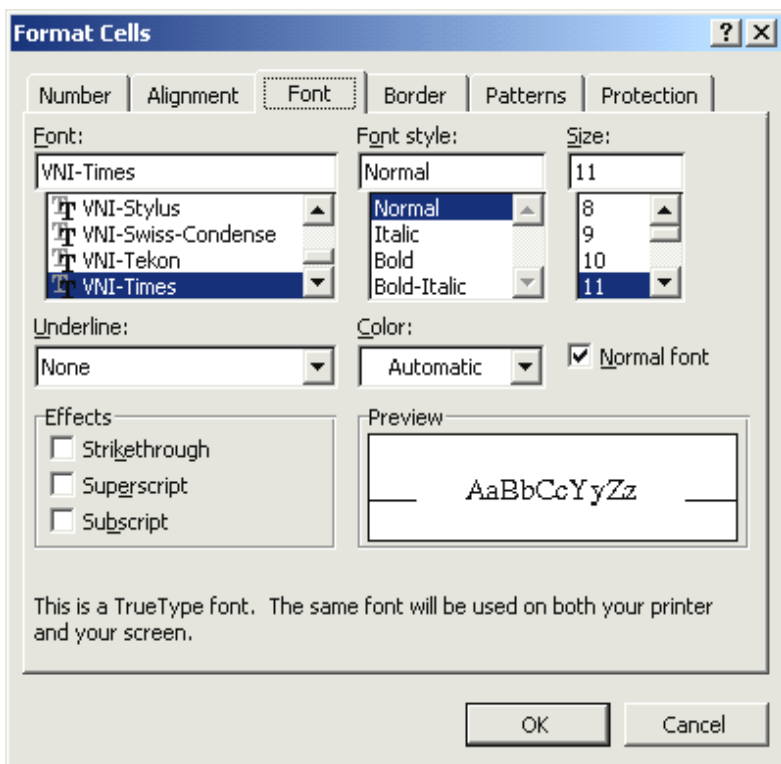 Format Cells
Number Alignment Font Border Patterns Protection
Font: Font style: Size:
VNI-Times Normal 11
VNI-Stylus Normal 8
VNI-Swiss-Condense Italic 9
VNI-Tekon Bold 10
VNI-Times Bold-Italic 11
Underline: Color:
None Automatic Normal font
Effects Preview
Strikethrough
Superscript AaBbCcYyZz
Subscript
This is a TrueType font. The same font will be used on both your printer
and your screen.
OK Cancel